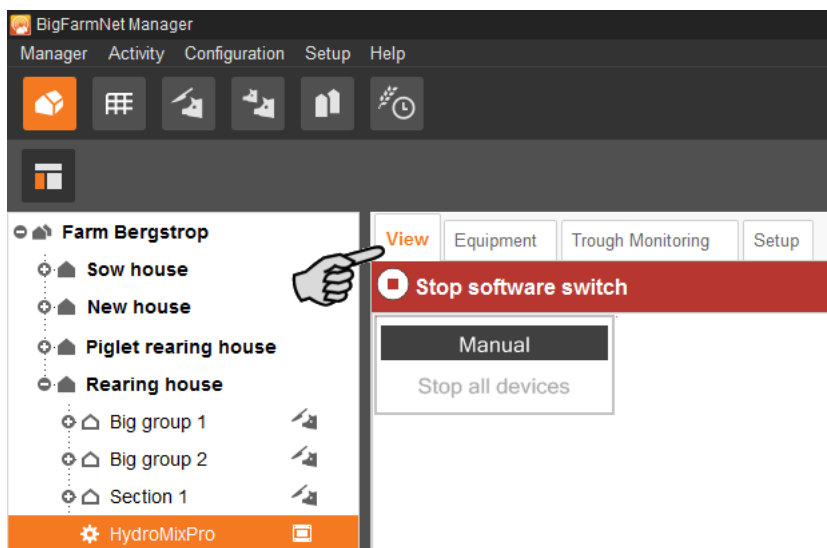 BigFarmNet Manager
Manager Activity Configuration Setup Help
Farm Bergstrop
Sow house
New house
Piglet rearing house
Rearing house
Big group 1
Big group 2
Section 1
HydroMixPro
View Equipment Trough Monitoring Setup
Stop software switch
Manual
Stop all devices